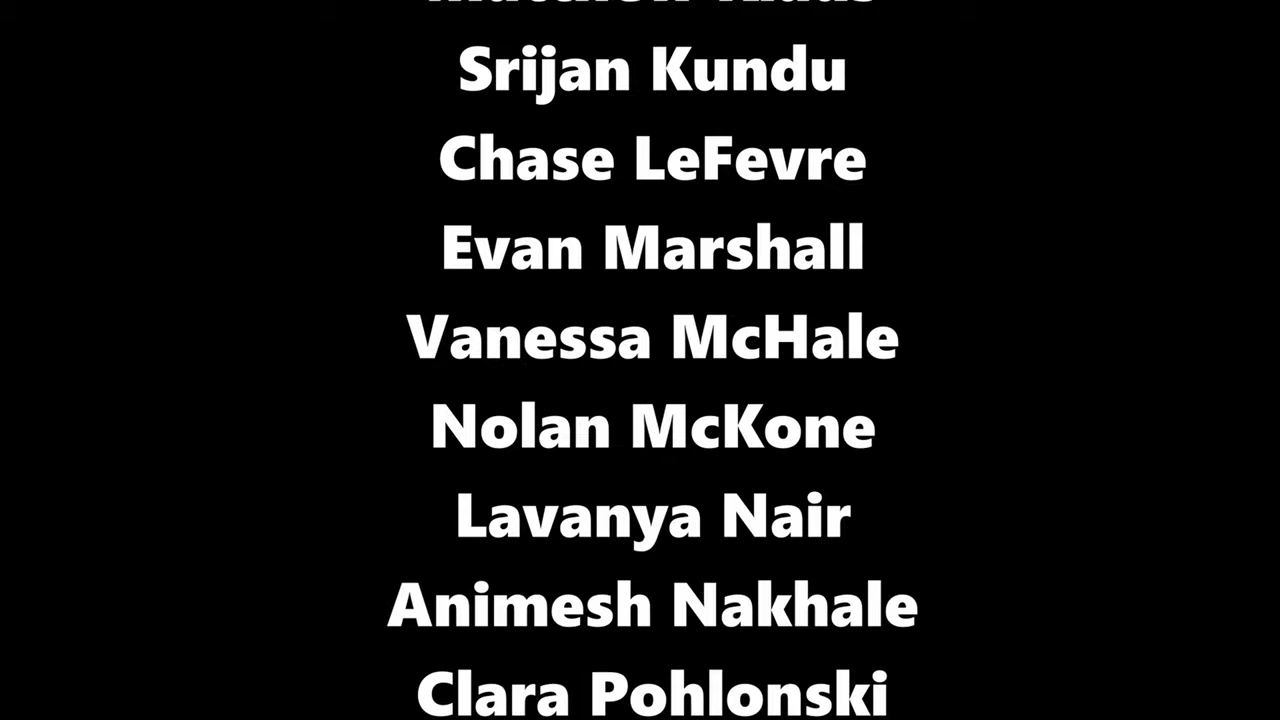 Srijan Kundu
Chase LeFevre
Evan Marshall
Vanessa McHale
Nolan McKone
Lavanya Nair
Animesh Nakhale
Clara Pohlonski